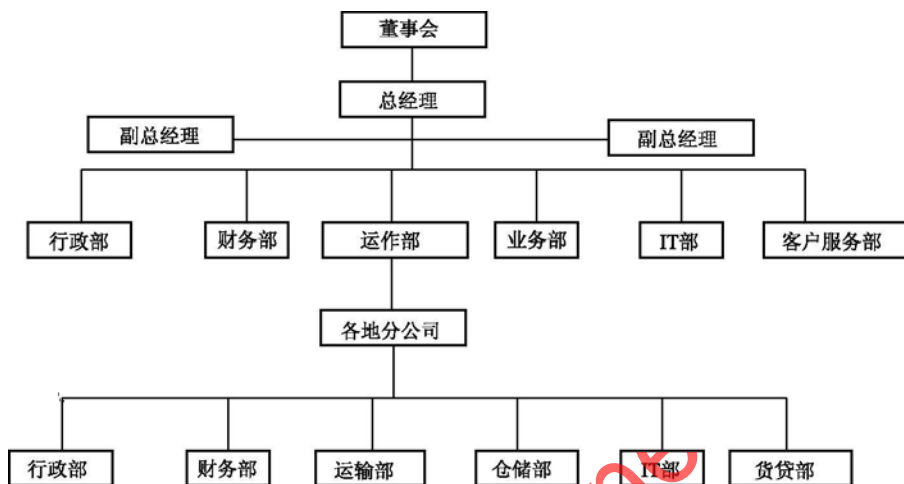 董事会
总经理
副总经理 副总经理
行政部 财务部 运作部 业务部 IT部 客户服务部
各地分公司
行政部 财务部 运输部 仓储部 IT部 货贷部